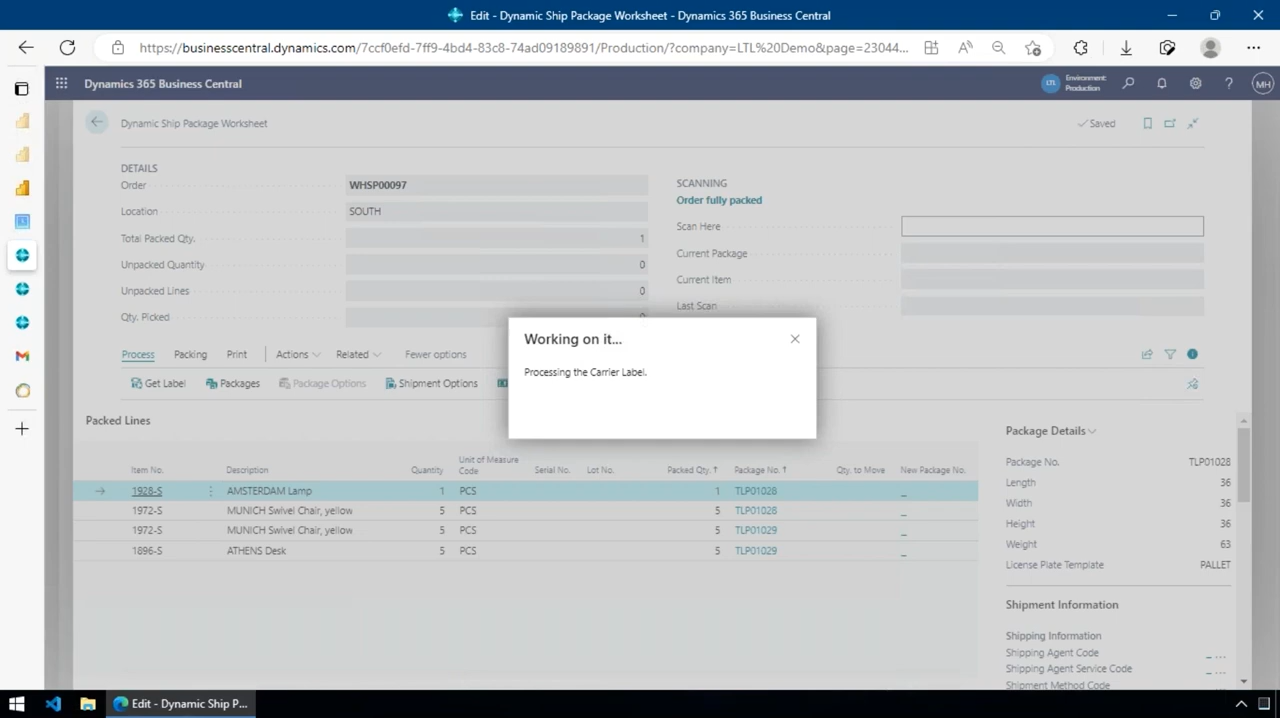 Edit - Dynamic Ship Package Worksheet - Dynamics 365 Business Central
https://businesscentral.dynamics.com/7ccf0efd-7ff9-4bd4-83c8-74ad09189891/Production/?company=LTL%20Demo&page=23044...
Dynamics 365 Business Central
LTL
Environment: Production
MH
Dynamic Ship Package Worksheet
Saved
DETAILS
Order WHSP00097
Location SOUTH
Total Packed Qty. 1
Unpacked Quantity 0
Unpacked Lines 0
Qty. Picked
SCANNING
Order fully packed
Scan Here
Current Package
Current Item
Last Scan
Working on it...
Processing the Carrier Label.
Process Packing Print Actions Related Fewer options
Get Label Packages Package Options Shipment Options
Packed Lines
Item No. Description Quantity Unit of Measure Code Serial No. Lot No. Packed Qty. ↑ Package No. ↑ Qty. to Move New Package No.
1928-S AMSTERDAM Lamp 1 PCS 1 TLP01028 _
1972-S MUNICH Swivel Chair, yellow 5 PCS 5 TLP01028 _
1972-S MUNICH Swivel Chair, yellow 5 PCS 5 TLP01029 _
1896-S ATHENS Desk 5 PCS 5 TLP01029 _
Package Details
Package No. TLP01028
Length 36
Width 36
Height 36
Weight 63
License Plate Template PALLET
Shipment Information
Shipping Information
Shipping Agent Code _ ...
Shipping Agent Service Code _ ...
Shipment Method Code
Edit - Dynamic Ship P...